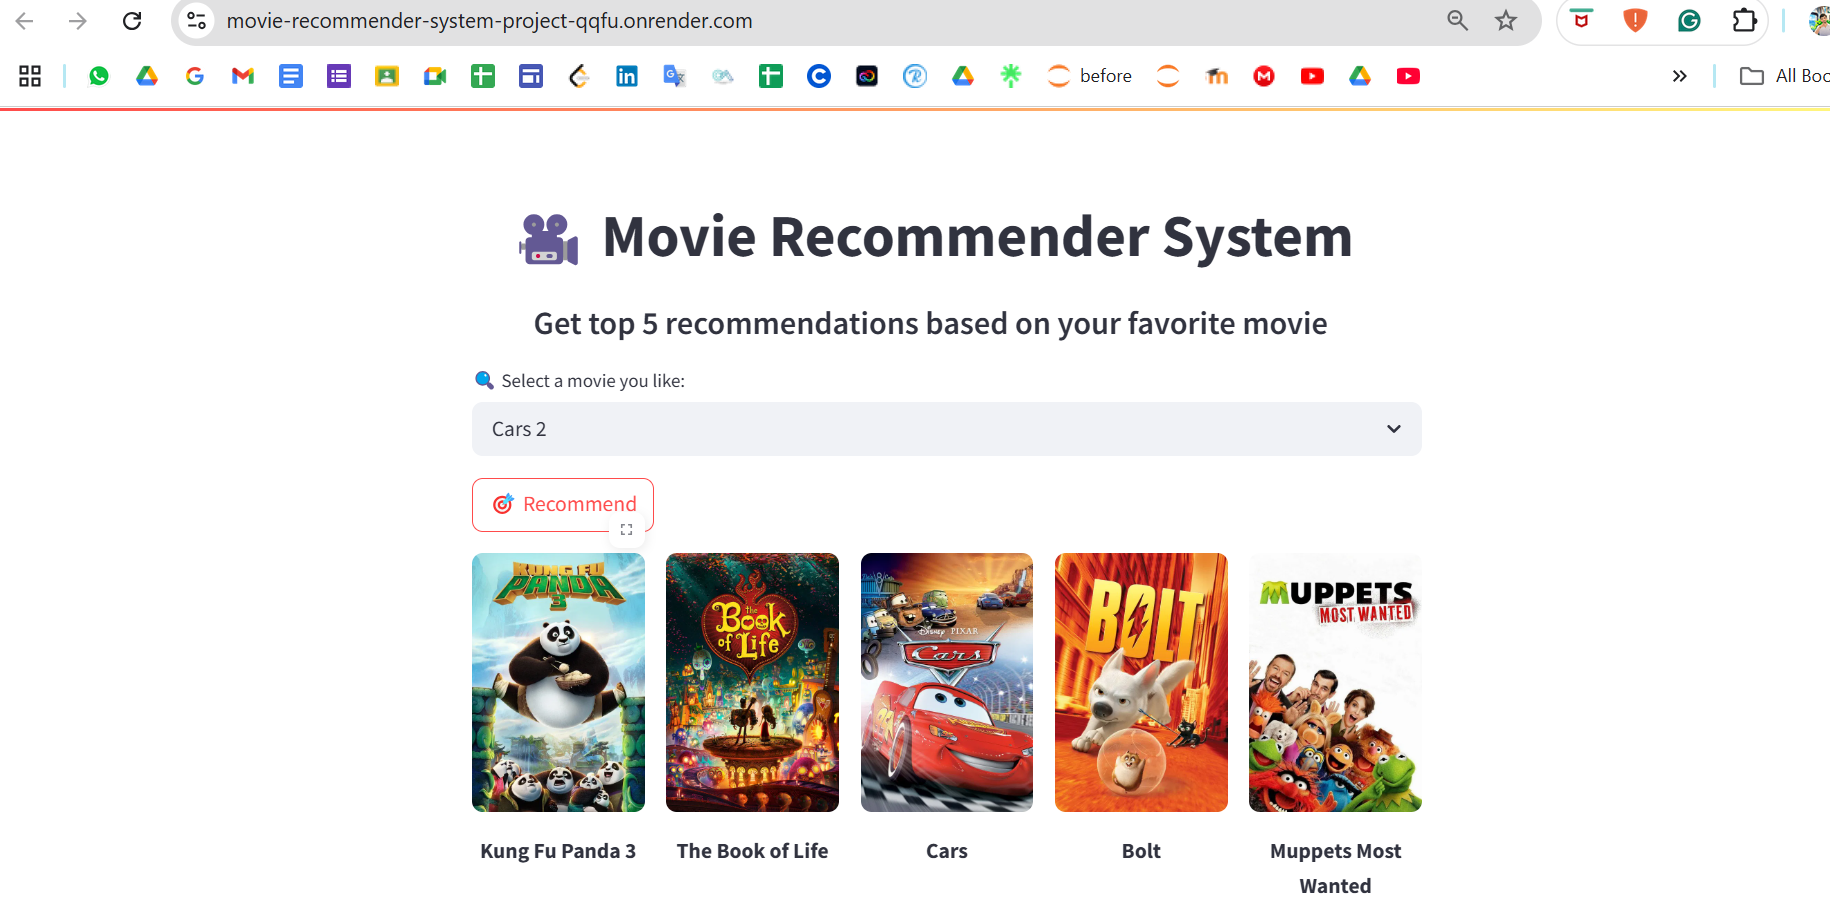 movie-recommender-system-project-qqfu.onrender.com
before
All Boo
Movie Recommender System
Get top 5 recommendations based on your favorite movie
Select a movie you like:
Cars 2
Recommend
KUNG FU
PANDA
3
the
Book
of Life
DISNEY PIXAR
Cars
BOLT
MUPPETS
MOST WANTED
Kung Fu Panda 3
The Book of Life
Cars
Bolt
Muppets Most
Wanted